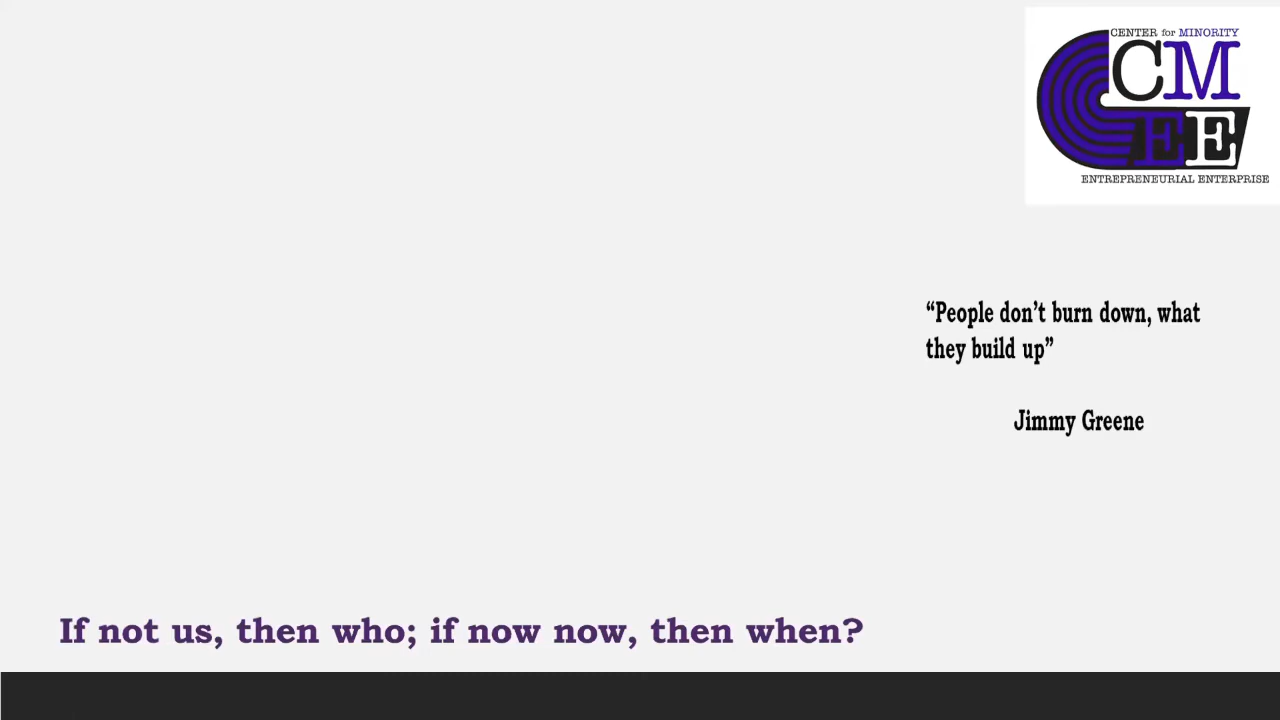 CENTER for MINORITY
CM
EE
ENTREPRENEURIAL ENTERPRISE
“People don’t burn down, what
they build up”
Jimmy Greene
If not us, then who; if now now, then when?